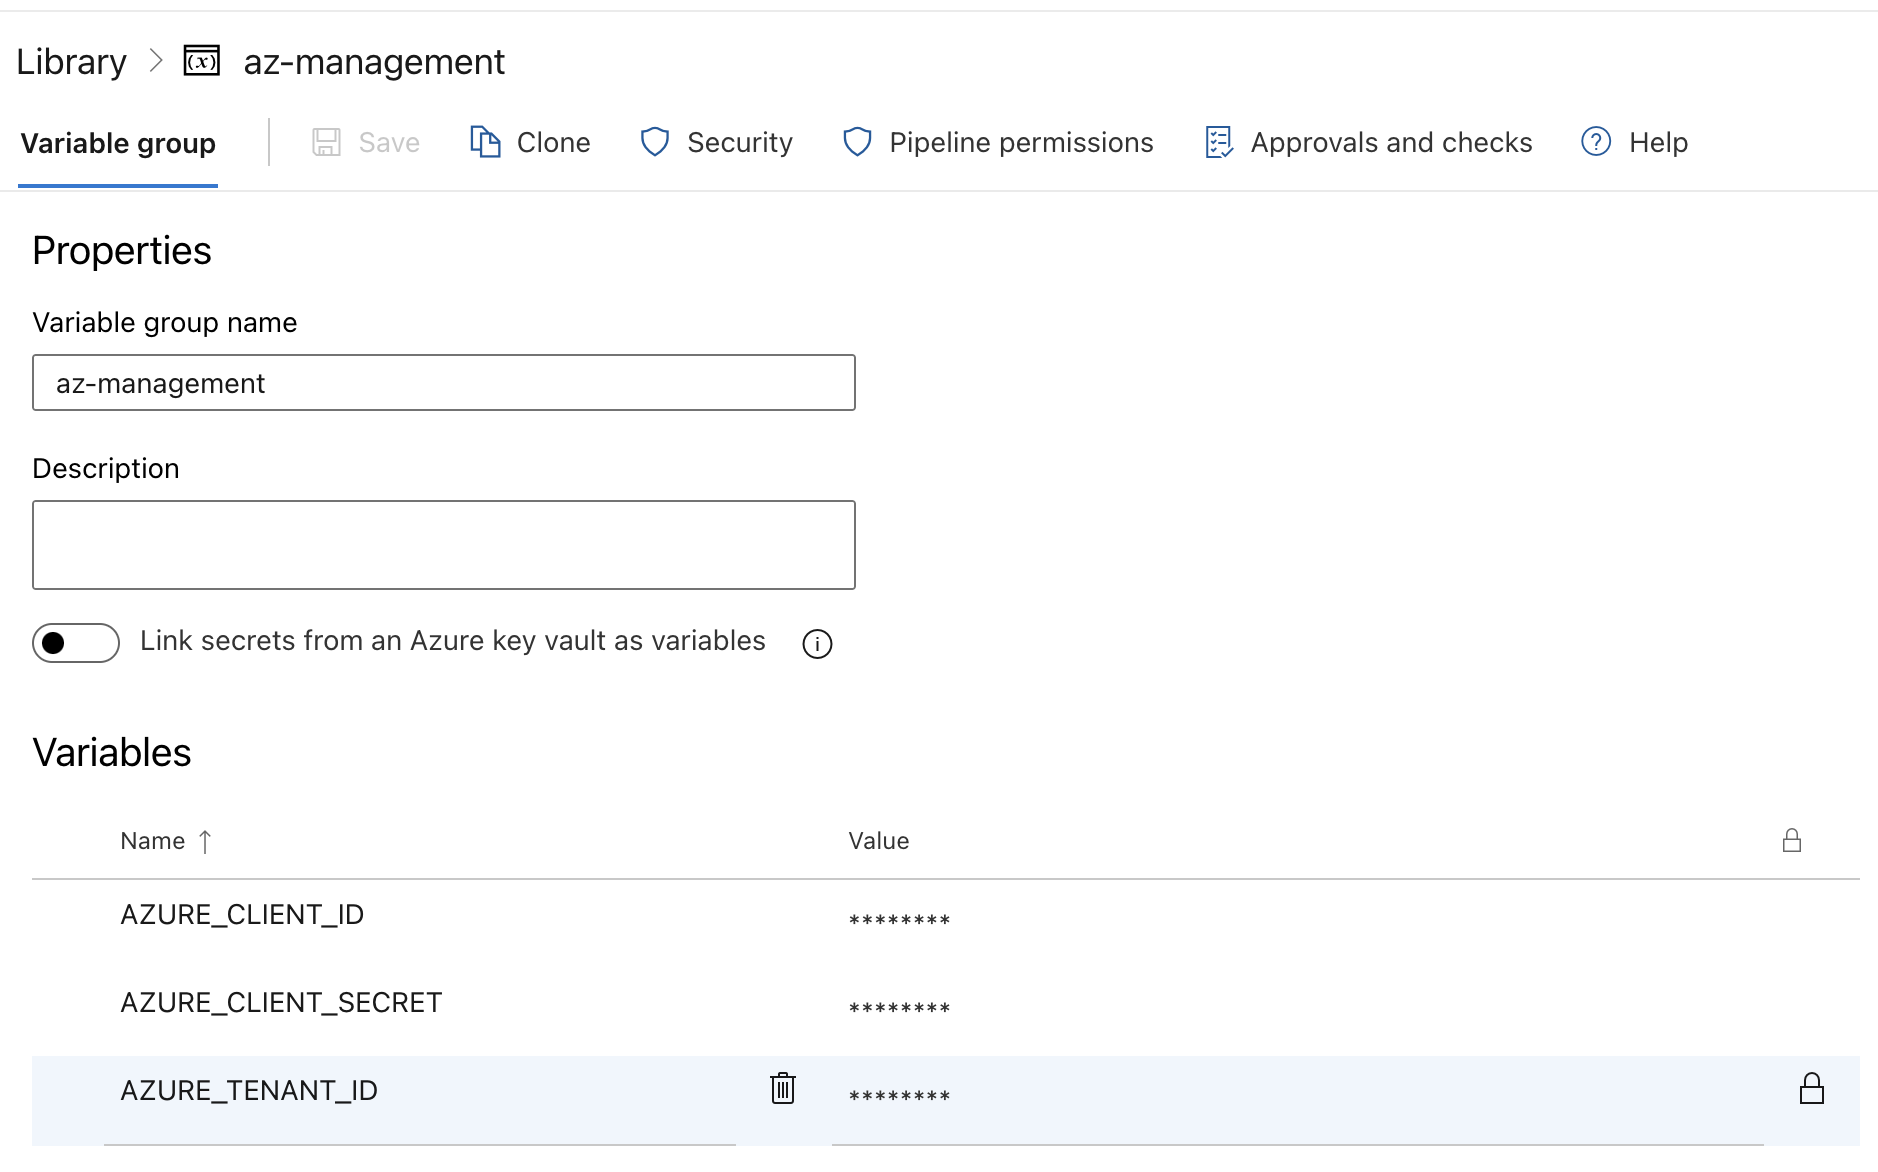 Library > (x) az-management
Variable group Save Clone Security Pipeline permissions Approvals and checks ? Help
Properties
Variable group name
az-management
Description
Link secrets from an Azure key vault as variables i
Variables
Name ↑ Value
AZURE_CLIENT_ID ********
AZURE_CLIENT_SECRET ********
AZURE_TENANT_ID ********